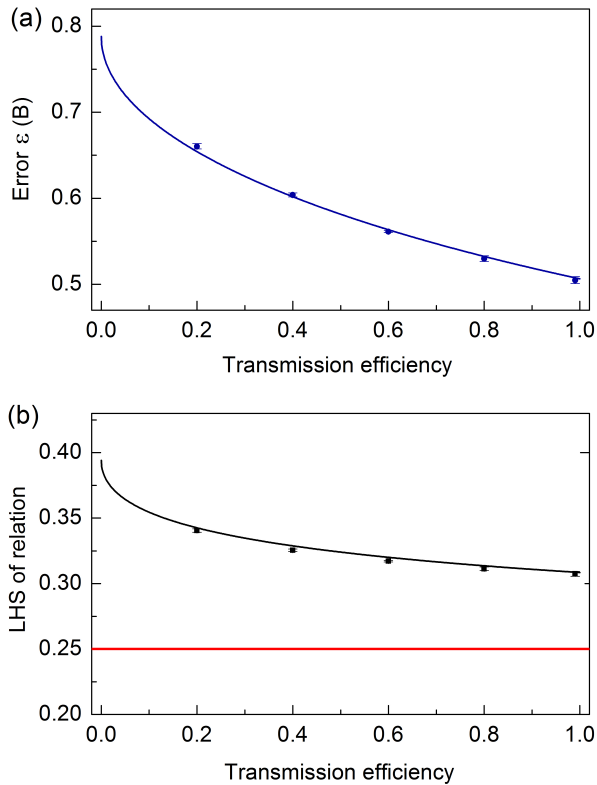 (a)
0.8
0.7
0.6
0.5
Error ε (B)
0.0 0.2 0.4 0.6 0.8 1.0
Transmission efficiency
(b)
0.40
0.35
0.30
0.25
0.20
LHS of relation
0.0 0.2 0.4 0.6 0.8 1.0
Transmission efficiency